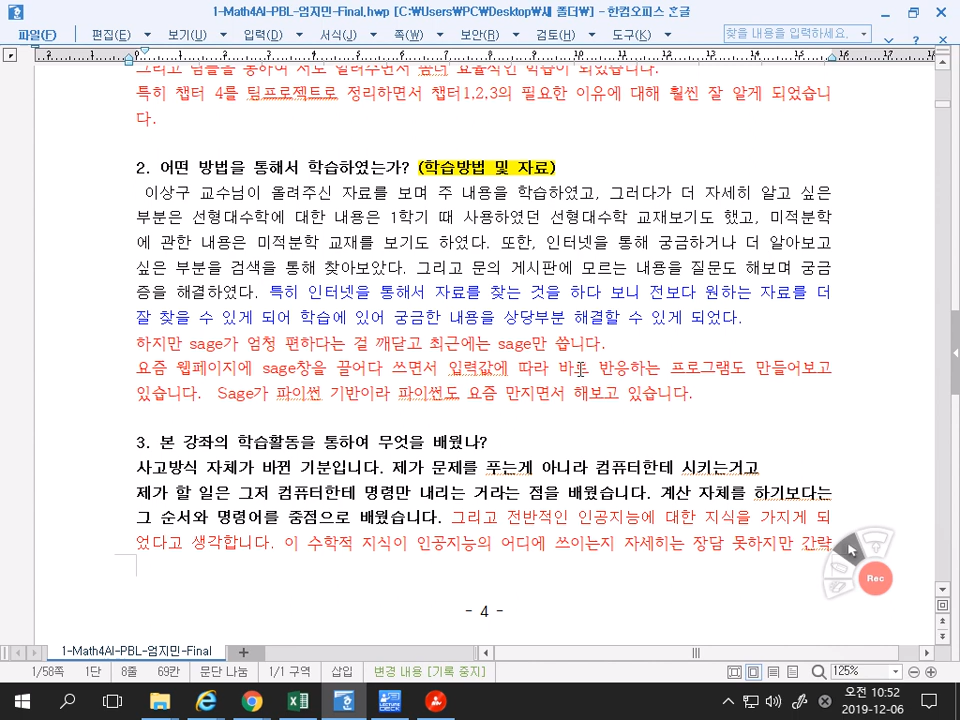 1-Math4AI-PBL-엄지민-Final.hwp [C:₩Users₩PC₩Desktop₩새 폴더₩] - 한컴오피스 한글
파일(F) 편집(E) 보기(U) 입력(D) 서식(J) 쪽(W) 보안(R) 검토(H) 도구(K) 찾을 내용을 입력하세요.
2 1 0 1 2 3 4 5 6 7 8 9 10 11 12 13 14 15 16 17 18
특히 챕터 4를 팀프로젝트로 정리하면서 챕터1,2,3의 필요한 이유에 대해 훨씬 잘 알게 되었습니
다.
2. 어떤 방법을 통해서 학습하였는가? (학습방법 및 자료)
이상구 교수님이 올려주신 자료를 보며 주 내용을 학습하였고, 그러다가 더 자세히 알고 싶은
부분은 선형대수학에 대한 내용은 1학기 때 사용하였던 선형대수학 교재보기도 했고, 미적분학
에 관한 내용은 미적분학 교재를 보기도 하였다. 또한, 인터넷을 통해 궁금하거나 더 알아보고
싶은 부분을 검색을 통해 찾아보았다. 그리고 문의 게시판에 모르는 내용을 질문도 해보며 궁금
증을 해결하였다. 특히 인터넷을 통해서 자료를 찾는 것을 하다 보니 전보다 원하는 자료를 더
잘 찾을 수 있게 되어 학습에 있어 궁금한 내용을 상당부분 해결할 수 있게 되었다.
하지만 sage가 엄청 편하다는 걸 깨닫고 최근에는 sage만 씁니다.
요즘 웹페이지에 sage창을 끌어다 쓰면서 입력값에 따라 바로 반응하는 프로그램도 만들어보고
있습니다. Sage가 파이썬 기반이라 파이썬도 요즘 만지면서 해보고 있습니다.
3. 본 강좌의 학습활동을 통하여 무엇을 배웠나?
사고방식 자체가 바뀐 기분입니다. 제가 문제를 푸는게 아니라 컴퓨터한테 시키는거고
제가 할 일은 그저 컴퓨터한테 명령만 내리는 거라는 점을 배웠습니다. 계산 자체를 하기보다는
그 순서와 명령어를 중점으로 배웠습니다. 그리고 전반적인 인공지능에 대한 지식을 가지게 되
었다고 생각합니다. 이 수학적 지식이 인공지능의 어디에 쓰이는지 자세히는 장담 못하지만 간략
Rec
- 4 -
1-Math4AI-PBL-엄지민-Final
1/58쪽 1단 8줄 69칸 문단 나눔 1/1 구역 삽입 변경 내용 [기록 중지] 125%
LECTURE DECK
오전 10:52
2019-12-06